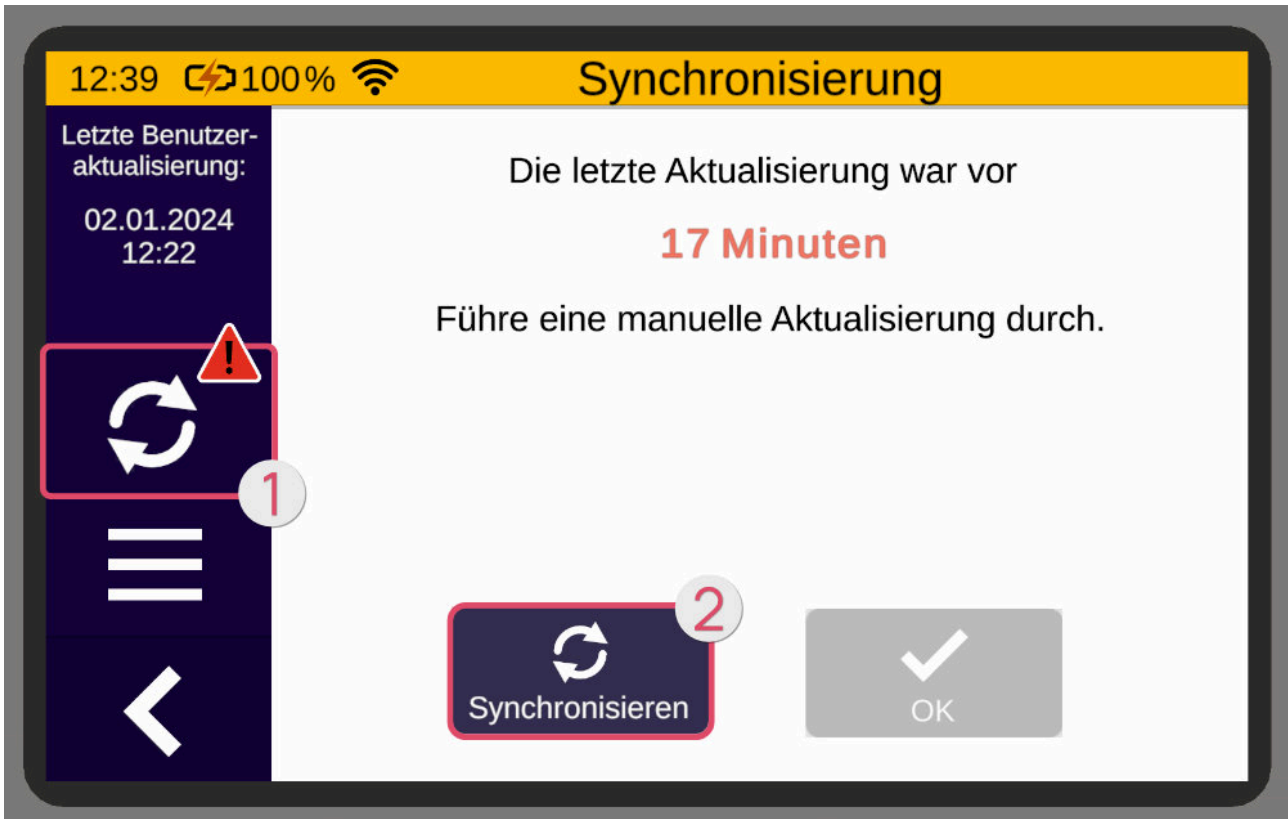 12:39 100% Synchronisierung
Letzte Benutzer-
aktualisierung:
02.01.2024
12:22
Die letzte Aktualisierung war vor
17 Minuten
Führe eine manuelle Aktualisierung durch.
!
1
2
Synchronisieren
OK